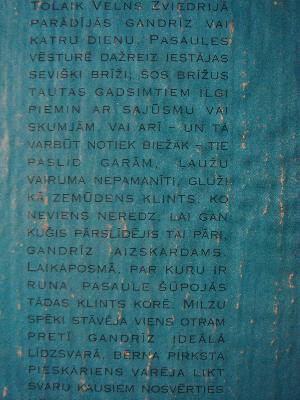 TOLAIK VELNS ZVIEDRIJĀ
PARĀDĪJĀS GANDRĪZ VAI
KATRU DIENU. PASAULES
VĒSTURĒ DAŽREIZ IESTĀJAS
SEVIŠĶI BRĪŽI; ŠOS BRĪŽUS
TAUTAS GADSIMTIEM ILGI
PIEMIN AR SAJŪSMU VAI
SKUMJĀM, VAI ARĪ – UN TĀ
VARBŪT NOTIEK BIEŽĀK – TIE
PASLĪD GARĀM, ĻAUŽU
VAIRUMA NEPAMANĪTI, GLUŽI
KĀ ZEMŪDENS KLINTS, KO
NEVIENS NEREDZ, LAI GAN
KUĢIS PĀRSLĪDĒJIS TAI PĀRI,
GANDRĪZ AIZSKARDAMS.
LAIKAPOSMĀ, PAR KURU IR
RUNA, PASAULE ŠŪPOJĀS
TĀDAS KLINTS KORĒ. MILZU
SPĒKI STĀVĒJA VIENS OTRAM
PRETĪ GANDRĪZ IDEĀLĀ
LĪDZSVARĀ, BĒRNA PIRKSTA
PIESKĀRIENS VARĒJA LIKT
SVARU KAUSIEM NOSVĒRTIES